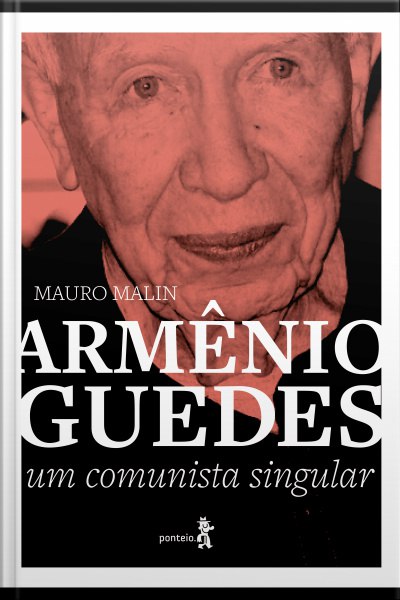 MAURO MALIN
ARMÊNIO
GUEDES
um comunista singular
ponteio.